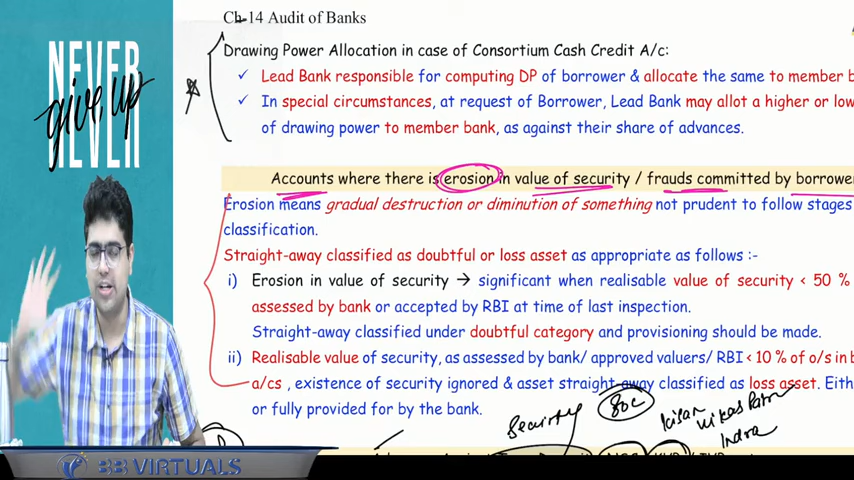 Ch-14 Audit of Banks
NEVER
give up
NEVER
Drawing Power Allocation in case of Consortium Cash Credit A/c:
✓ Lead Bank responsible for computing DP of borrower & allocate the same to member b
✓ In special circumstances, at request of Borrower, Lead Bank may allot a higher or low
of drawing power to member bank, as against their share of advances.
Accounts where there is erosion in value of security / frauds committed by borrower
Erosion means gradual destruction or diminution of something not prudent to follow stages
classification.
Straight-away classified as doubtful or loss asset as appropriate as follows :-
i) Erosion in value of security → significant when realisable value of security < 50 %
assessed by bank or accepted by RBI at time of last inspection.
Straight-away classified under doubtful category and provisioning should be made.
ii) Realisable value of security, as assessed by bank/ approved valuers/ RBI < 10 % of o/s in b
a/cs , existence of security ignored & asset straight-away classified as loss asset. Eith
or fully provided for by the bank.
Security
Kisan
Vikas Patra
Indra
BB VIRTUALS